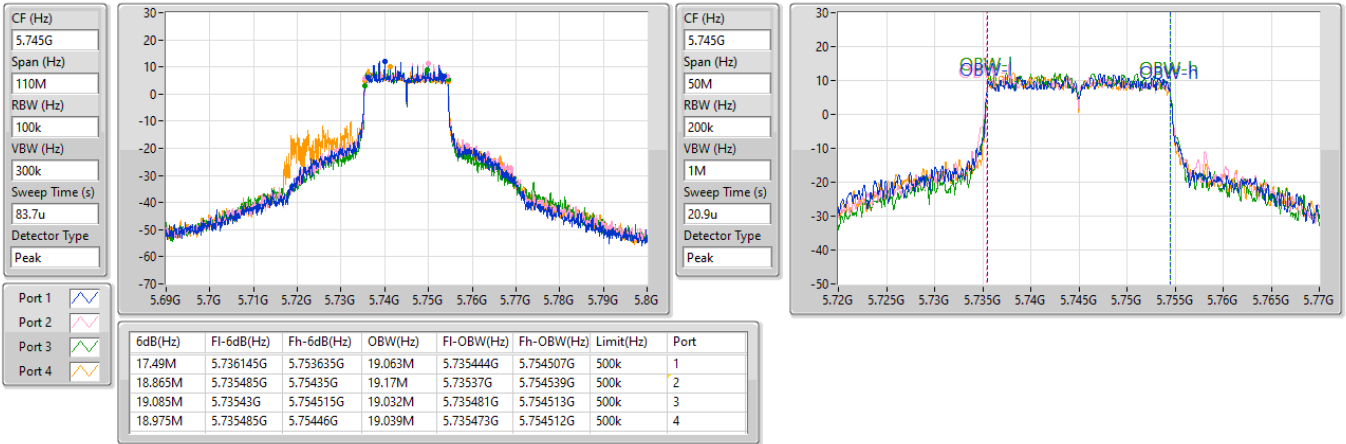 CF (Hz)
5.745G
Span (Hz)
110M
RBW (Hz)
100k
VBW (Hz)
300k
Sweep Time (s)
83.7u
Detector Type
Peak
30
20
10
0
-10
-20
-30
-40
-50
-60
-70
5.69G 5.7G 5.71G 5.72G 5.73G 5.74G 5.75G 5.76G 5.77G 5.78G 5.79G 5.8G
CF (Hz)
5.745G
Span (Hz)
50M
RBW (Hz)
200k
VBW (Hz)
1M
Sweep Time (s)
20.9u
Detector Type
Peak
30
20
10
0
-10
-20
-30
-40
-50
OBW-l OBW-h
5.72G 5.725G 5.73G 5.735G 5.74G 5.745G 5.75G 5.755G 5.76G 5.765G 5.77G
Port 1
Port 2
Port 3
Port 4
6dB(Hz) Fl-6dB(Hz) Fh-6dB(Hz) OBW(Hz) Fl-OBW(Hz) Fh-OBW(Hz) Limit(Hz) Port
17.49M 5.736145G 5.753635G 19.063M 5.735444G 5.754507G 500k 1
18.865M 5.735485G 5.75435G 19.17M 5.73537G 5.754539G 500k 2
19.085M 5.73543G 5.754515G 19.032M 5.735481G 5.754513G 500k 3
18.975M 5.735485G 5.75446G 19.039M 5.735473G 5.754512G 500k 4